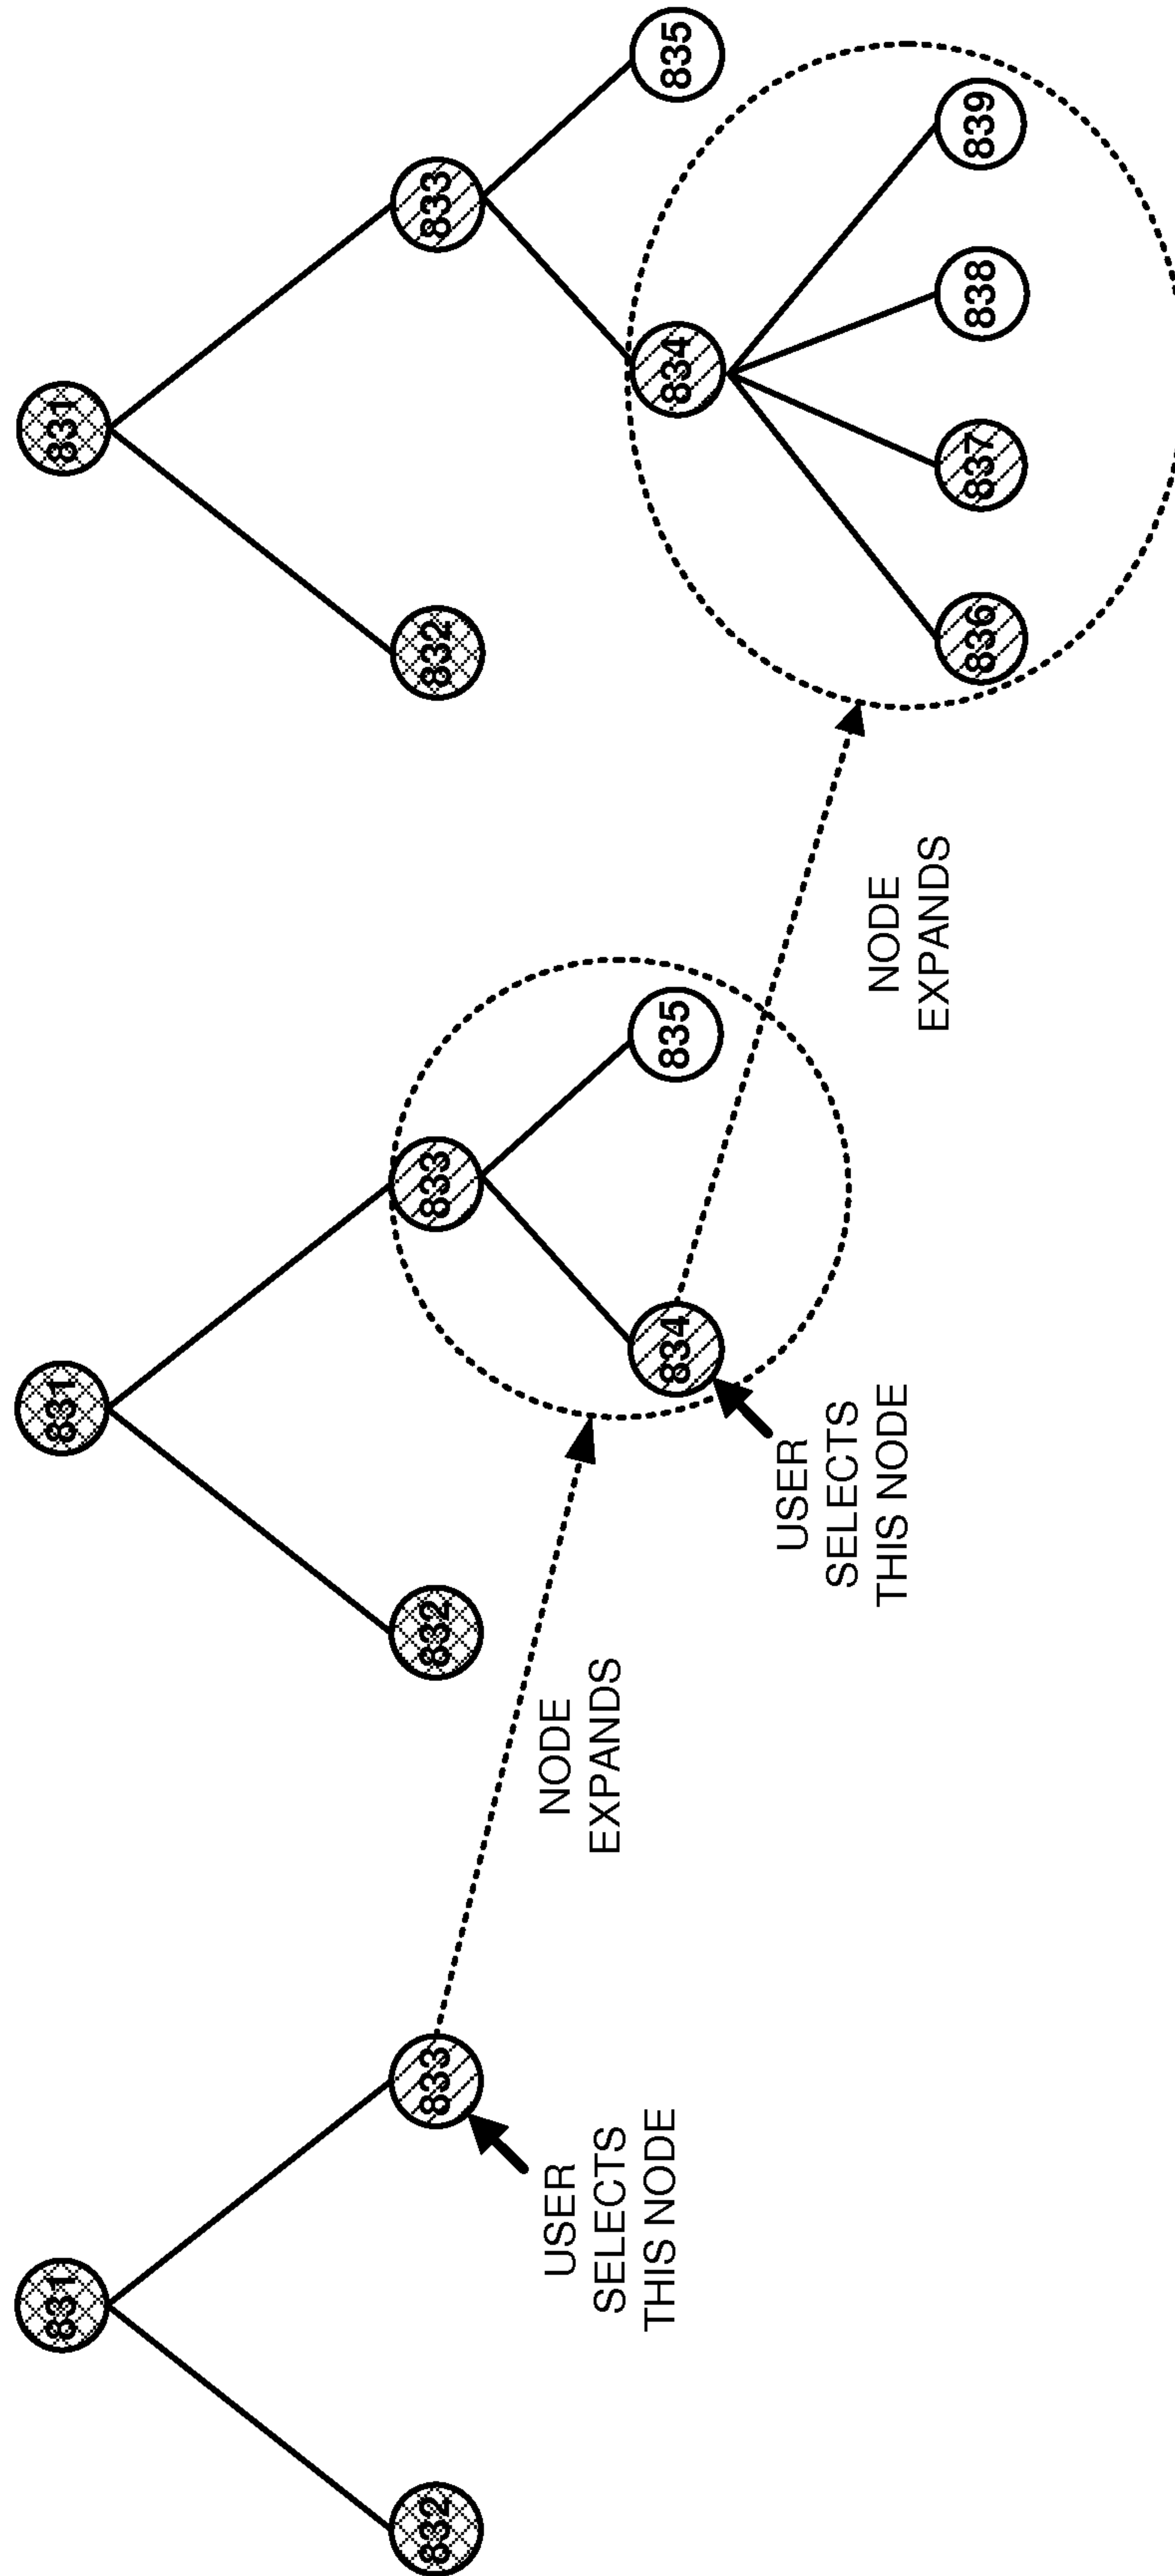 831
832
833
USER
SELECTS
THIS NODE
NODE
EXPANDS
831
832
833
834
835
USER
SELECTS
THIS NODE
NODE
EXPANDS
831
832
833
834
835
836
837
838
839